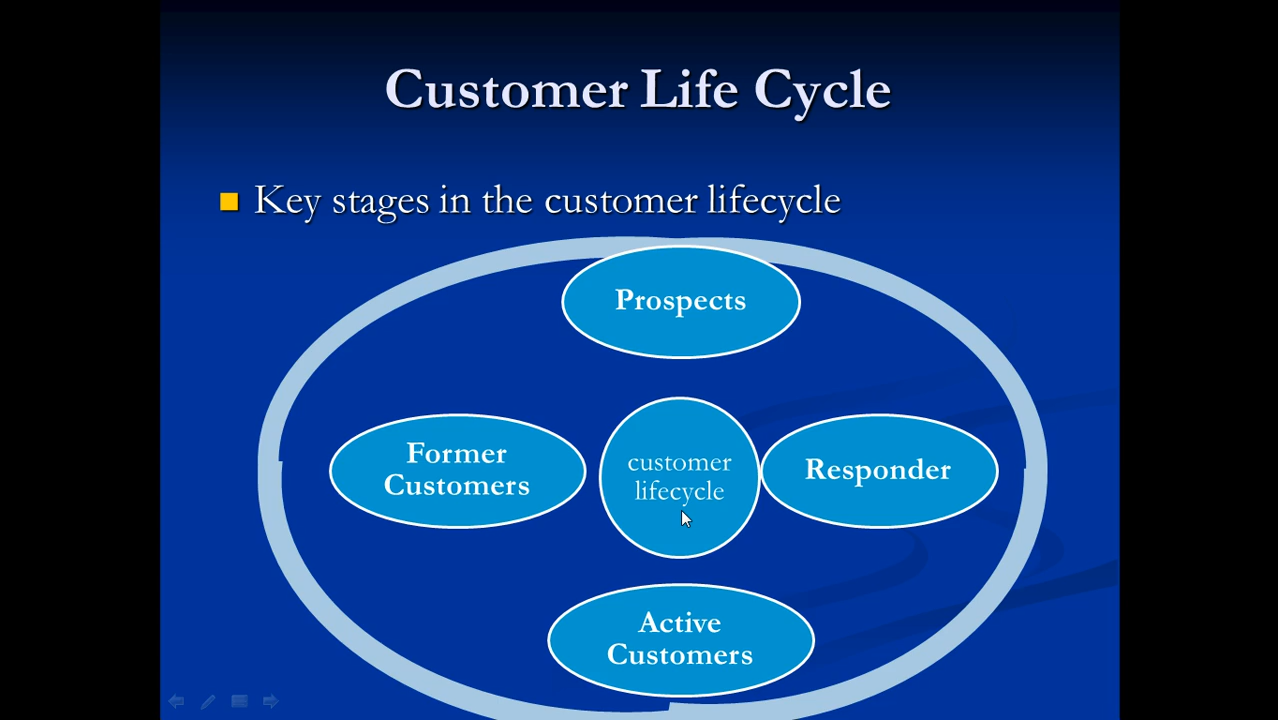 Customer Life Cycle
Key stages in the customer lifecycle
Prospects
Former
Customers
customer
lifecycle
Responder
Active
Customers